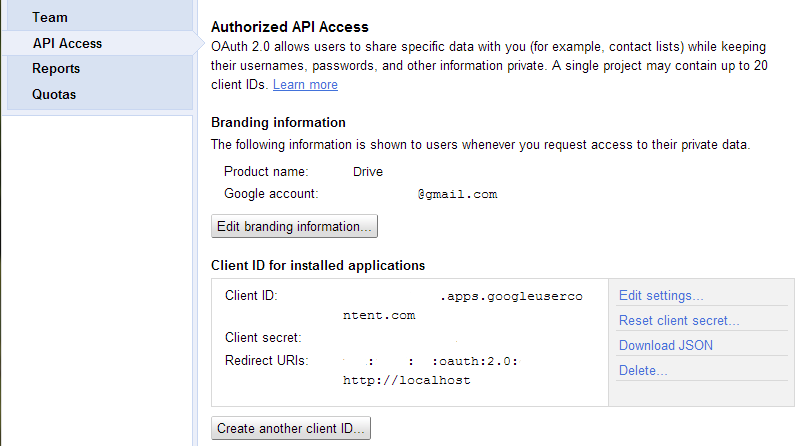 Team
API Access
Reports
Quotas
Authorized API Access
OAuth 2.0 allows users to share specific data with you (for example, contact lists) while keeping
their usernames, passwords, and other information private. A single project may contain up to 20
client IDs. Learn more
Branding information
The following information is shown to users whenever you request access to their private data.
Product name: Drive
Google account: @gmail.com
Edit branding information...
Client ID for installed applications
Client ID: .apps.googleuserco
ntent.com
Client secret:
Redirect URIs: : : :oauth:2.0:
http://localhost
Edit settings...
Reset client secret...
Download JSON
Delete...
Create another client ID...